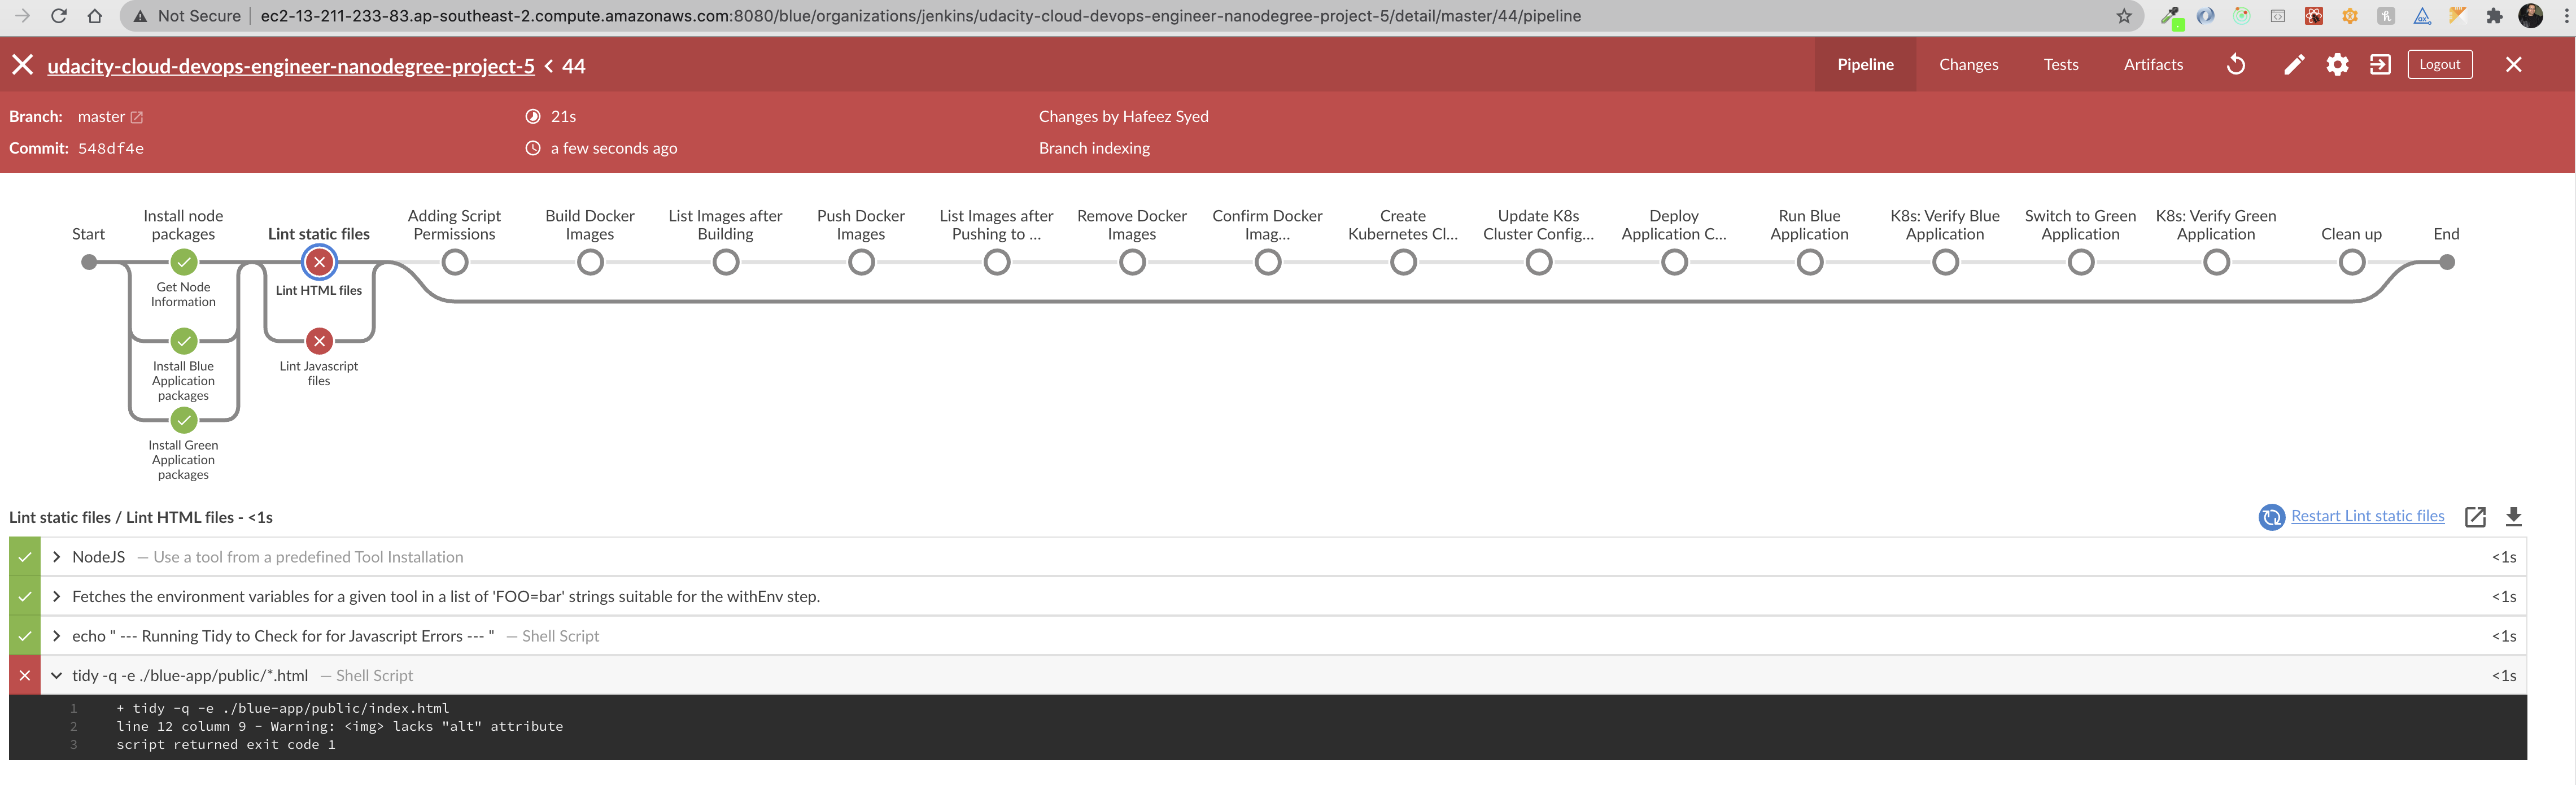 Not Secure
ec2-13-211-233-83.ap-southeast-2.compute.amazonaws.com:8080/blue/organizations/jenkins/udacity-cloud-devops-engineer-nanodegree-project-5/detail/master/44/pipeline
udacity-cloud-devops-engineer-nanodegree-project-5 < 44
Pipeline
Changes
Tests
Artifacts
Logout
Branch: master
21s
Changes by Hafeez Syed
Commit: 548df4e
a few seconds ago
Branch indexing
Start
Install node
packages
Lint static files
Adding Script
Permissions
Build Docker
Images
List Images after
Building
Push Docker
Images
List Images after
Pushing to ...
Remove Docker
Images
Confirm Docker
Imag...
Create
Kubernetes Cl...
Update K8s
Cluster Config...
Deploy
Application C...
Run Blue
Application
K8s: Verify Blue
Application
Switch to Green
Application
K8s: Verify Green
Application
Clean up
End
Get Node
Information
Lint HTML files
Install Blue
Application
packages
Lint Javascript
files
Install Green
Application
packages
Lint static files / Lint HTML files - <1s
Restart Lint static files
NodeJS — Use a tool from a predefined Tool Installation <1s
Fetches the environment variables for a given tool in a list of 'FOO=bar' strings suitable for the withEnv step. <1s
echo " --- Running Tidy to Check for for Javascript Errors --- " — Shell Script <1s
tidy -q -e ./blue-app/public/*.html — Shell Script <1s
1 + tidy -q -e ./blue-app/public/index.html
2 line 12 column 9 - Warning: <img> lacks "alt" attribute
3 script returned exit code 1